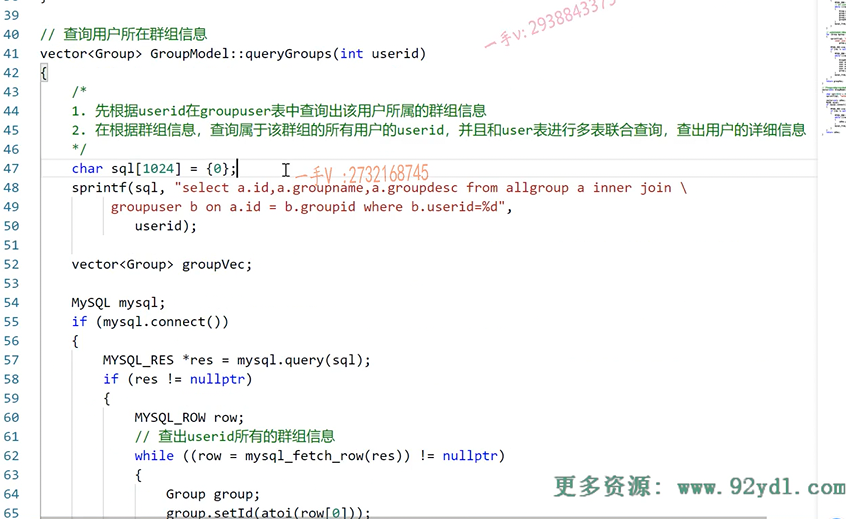 39
40 // 查询用户所在群组信息
41 vector<Group> GroupModel::queryGroups(int userid)
42 {
43 /*
44 1. 先根据userid在groupuser表中查询出该用户所属的群组信息
45 2. 在根据群组信息，查询属于该群组的所有用户的userid，并且和user表进行多表联合查询，查出用户的详细信息
46 */
47 char sql[1024] = {0};
48 sprintf(sql, "select a.id,a.groupname,a.groupdesc from allgroup a inner join \
49 groupuser b on a.id = b.groupid where b.userid=%d",
50 userid);
51
52 vector<Group> groupVec;
53
54 MySQL mysql;
55 if (mysql.connect())
56 {
57 MYSQL_RES *res = mysql.query(sql);
58 if (res != nullptr)
59 {
60 MYSQL_ROW row;
61 // 查出userid所有的群组信息
62 while ((row = mysql_fetch_row(res)) != nullptr)
63 {
64 Group group;
65 group.setId(atoi(row[0]));
一手v:2938843375
一手V :2732168745
更多资源: www.92ydl.com